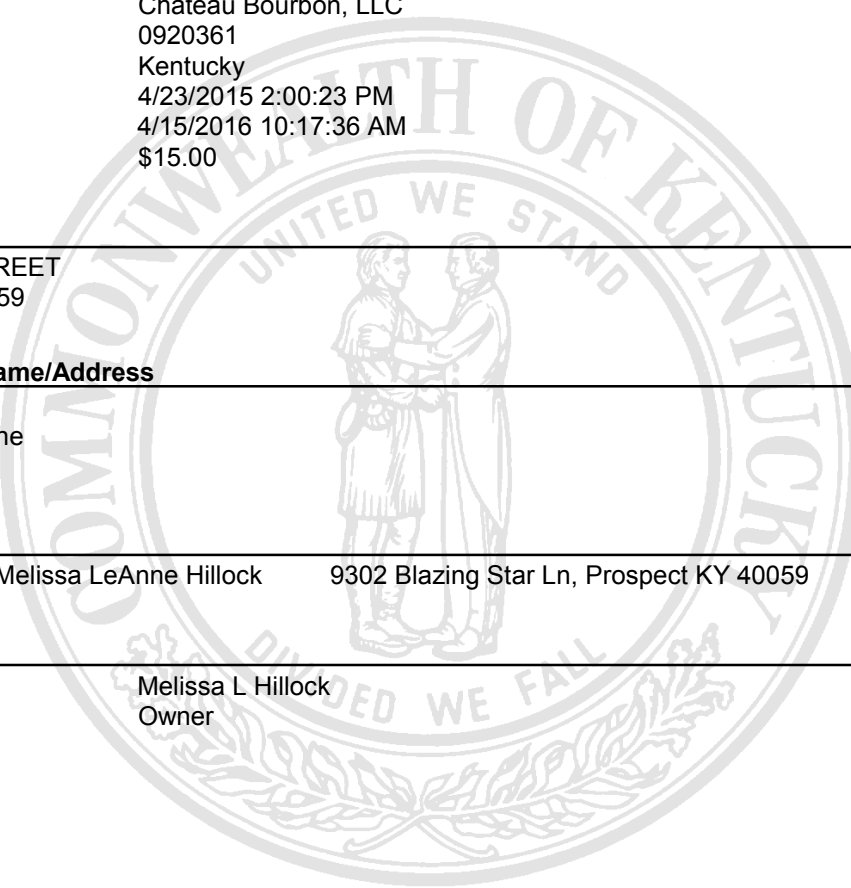 Chateau Bourbon, LLC
0920361
Kentucky
4/23/2015 2:00:23 PM
4/15/2016 10:17:36 AM
$15.00
COMMONWEALTH OF KENTUCKY
UNITED WE STAND
REET
59
ame/Address
ne
Melissa LeAnne Hillock 9302 Blazing Star Ln, Prospect KY 40059
DIVIDED WE FALL
Melissa L Hillock
Owner